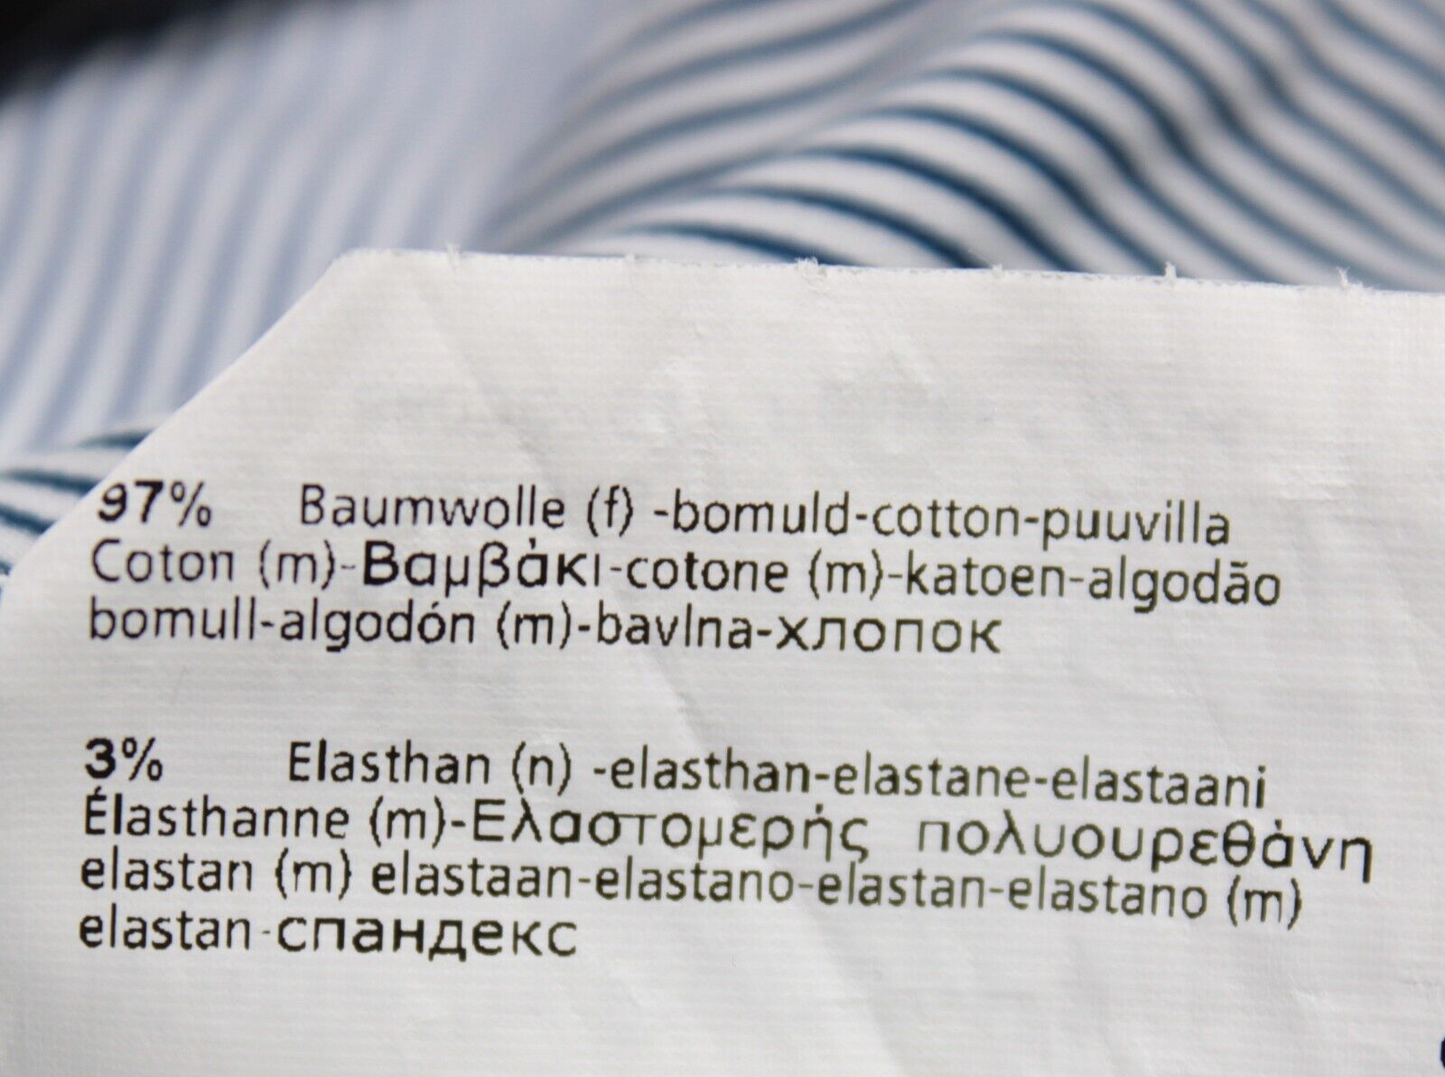 97% Baumwolle (f) -bomuld-cotton-puuvilla
Coton (m)-Βαμβάκι-cotone (m)-katoen-algodão
bomull-algodón (m)-bavlna-хлопок
3% Elasthan (n) -elasthan-elastane-elastaani
Élasthanne (m)-Ελαστομερής πολυουρεθάνη
elastan (m) elastaan-elastano-elastan-elastano (m)
elastan-спандекс